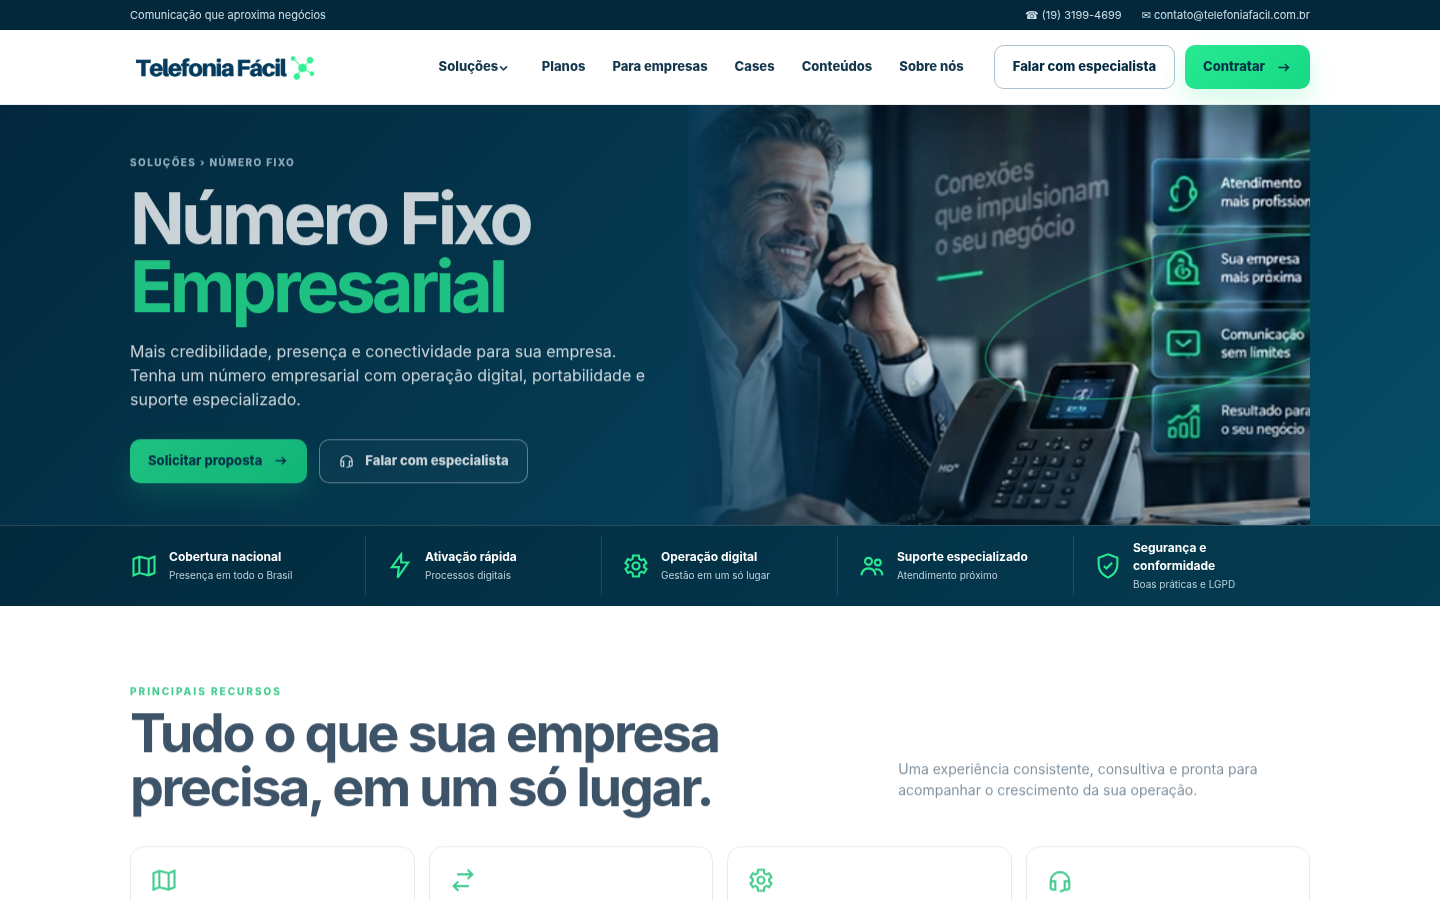 Comunicação que aproxima negócios
☎ (19) 3199-4699 ✉ contato@telefoniafacil.com.br
Telefonia Fácil
Soluções Planos Para empresas Cases Conteúdos Sobre nós Falar com especialista Contratar →
SOLUÇÕES › NÚMERO FIXO
Número Fixo
Empresarial
Mais credibilidade, presença e conectividade para sua empresa.
Tenha um número empresarial com operação digital, portabilidade e
suporte especializado.
Solicitar proposta →
Falar com especialista
Conexões
que impulsionam
o seu negócio
Atendimento
mais profission
Sua empresa
mais próxima
Comunicação
sem limites
Resultado para
o seu negócio
Cobertura nacional
Presença em todo o Brasil
Ativação rápida
Processos digitais
Operação digital
Gestão em um só lugar
Suporte especializado
Atendimento próximo
Segurança e
conformidade
Boas práticas e LGPD
PRINCIPAIS RECURSOS
Tudo o que sua empresa
precisa, em um só lugar.
Uma experiência consistente, consultiva e pronta para
acompanhar o crescimento da sua operação.